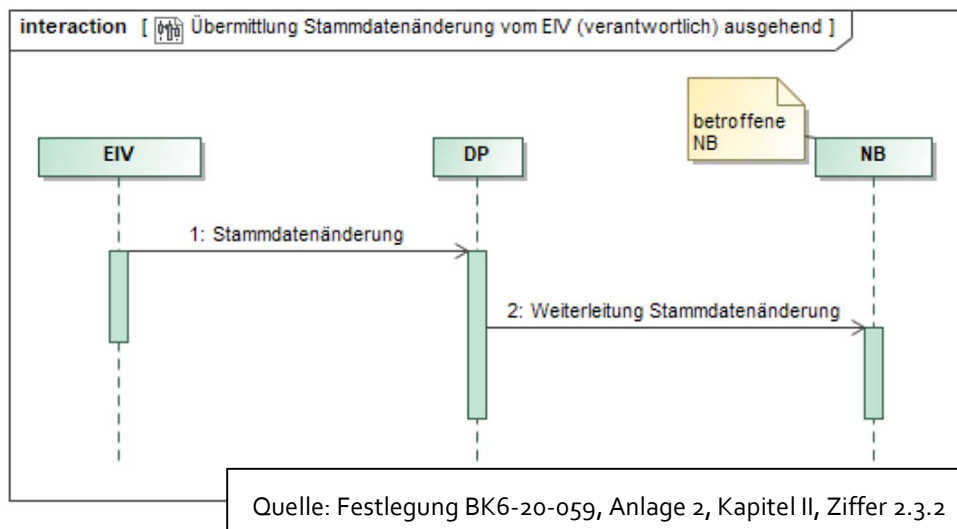 interaction [ Übermittlung Stammdatenänderung vom EIV (verantwortlich) ausgehend ]
betroffene
NB
EIV
DP
NB
1: Stammdatenänderung
2: Weiterleitung Stammdatenänderung
Quelle: Festlegung BK6-20-059, Anlage 2, Kapitel II, Ziffer 2.3.2